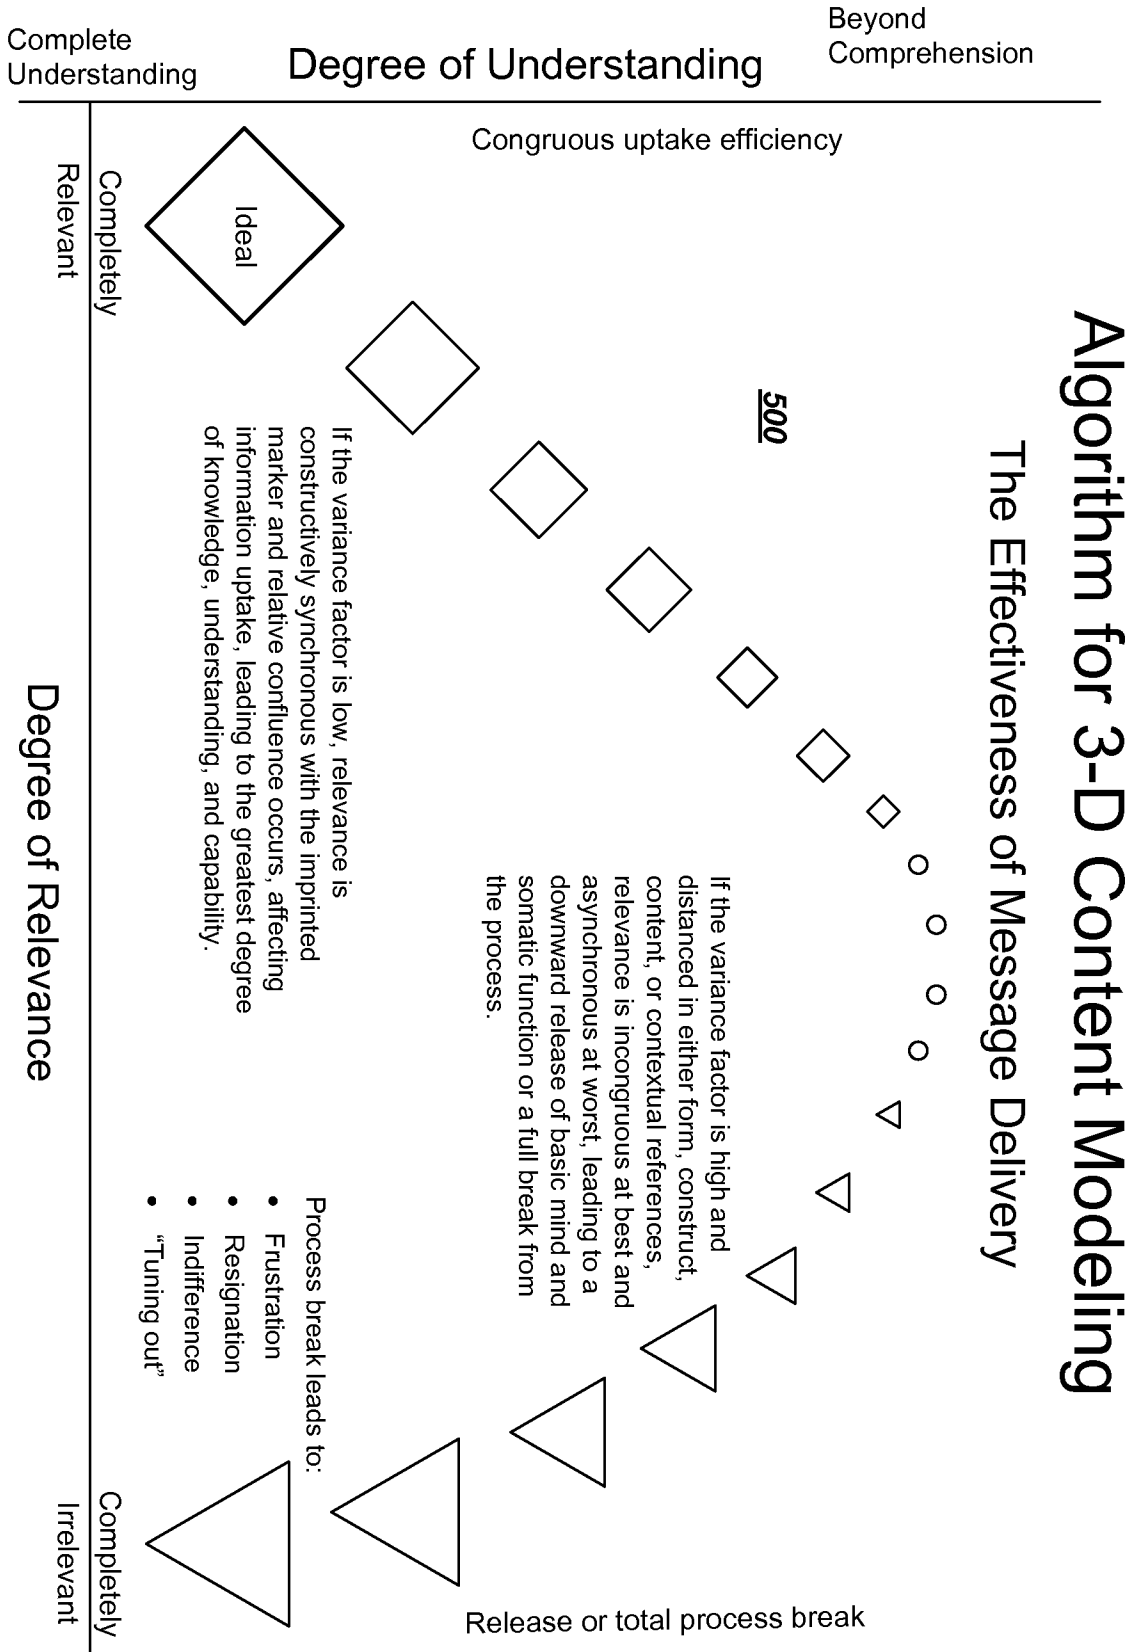 Algorithm for 3-D Content Modeling
The Effectiveness of Message Delivery
500
Beyond
Comprehension
Degree of Understanding
Complete
Understanding
Congruous uptake efficiency
Ideal
If the variance factor is low, relevance is
constructively synchronous with the imprinted
marker and relative confluence occurs, affecting
information uptake, leading to the greatest degree
of knowledge, understanding, and capability.
If the variance factor is high and
distanced in either form, construct,
content, or contextual references,
relevance is incongruous at best and
asynchronous at worst, leading to a
downward release of basic mind and
somatic function or a full break from
the process.
Process break leads to:
• Frustration
• Resignation
• Indifference
• “Tuning out”
Release or total process break
Completely
Relevant
Degree of Relevance
Completely
Irrelevant